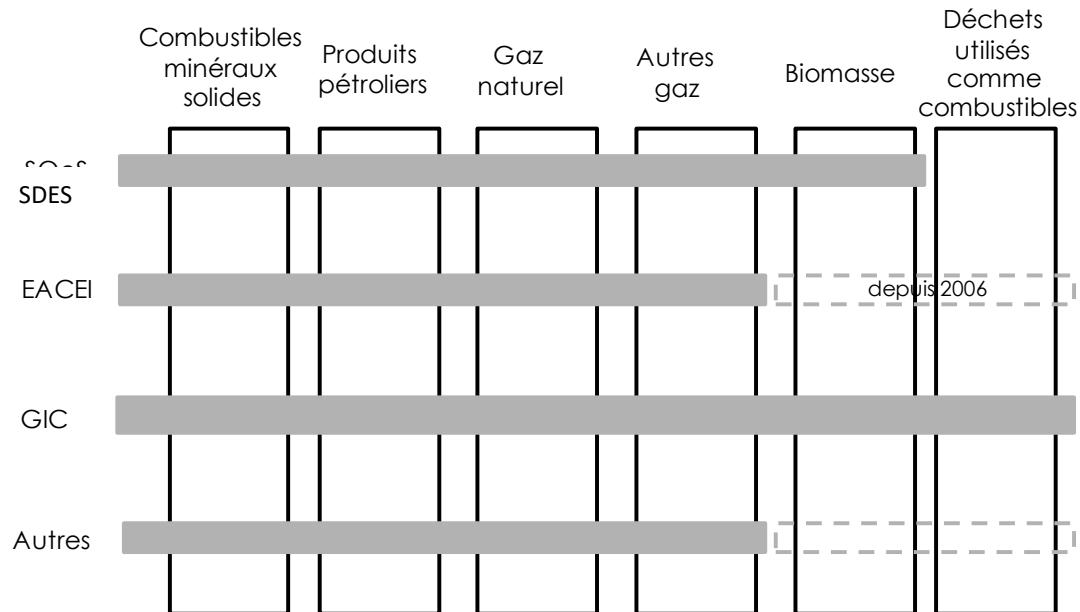 Combustibles
minéraux
solides
Produits
pétroliers
Gaz
naturel
Autres
gaz
Biomasse
Déchets
utilisés
comme
combustibles
SDES
EACEI
depuis 2006
GIC
Autres